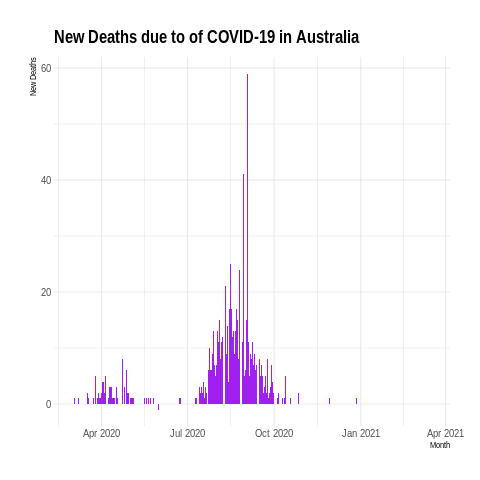 New Deaths due to of COVID-19 in Australia
New Deaths
60
40
20
0
Apr 2020 Jul 2020 Oct 2020 Jan 2021 Apr 2021
Month